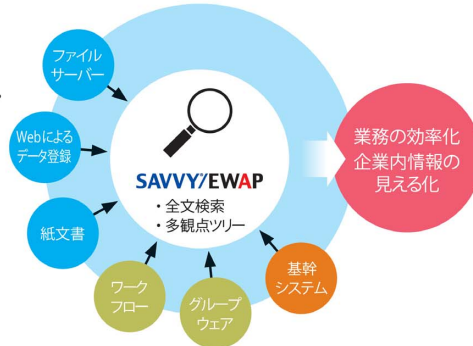 ファイル
サーバー
Webによる
データ登録
紙文書
ワーク
フロー
グループ
ウェア
基幹
システム
SAVVY/EWAP
・全文検索
・多観点ツリー
業務の効率化
企業内情報の
見える化